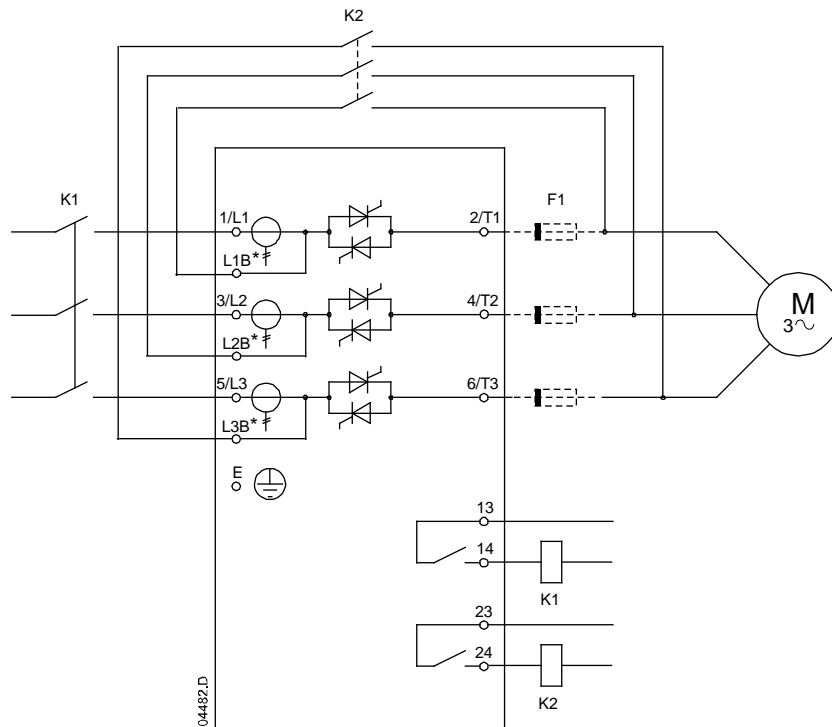 K2
K1
F1
1/L1
2/T1
L1B*
3/L2
4/T2
M
3~
L2B*
5/L3
6/T3
L3B*
E
13
14
K1
23
24
K2
04482.D